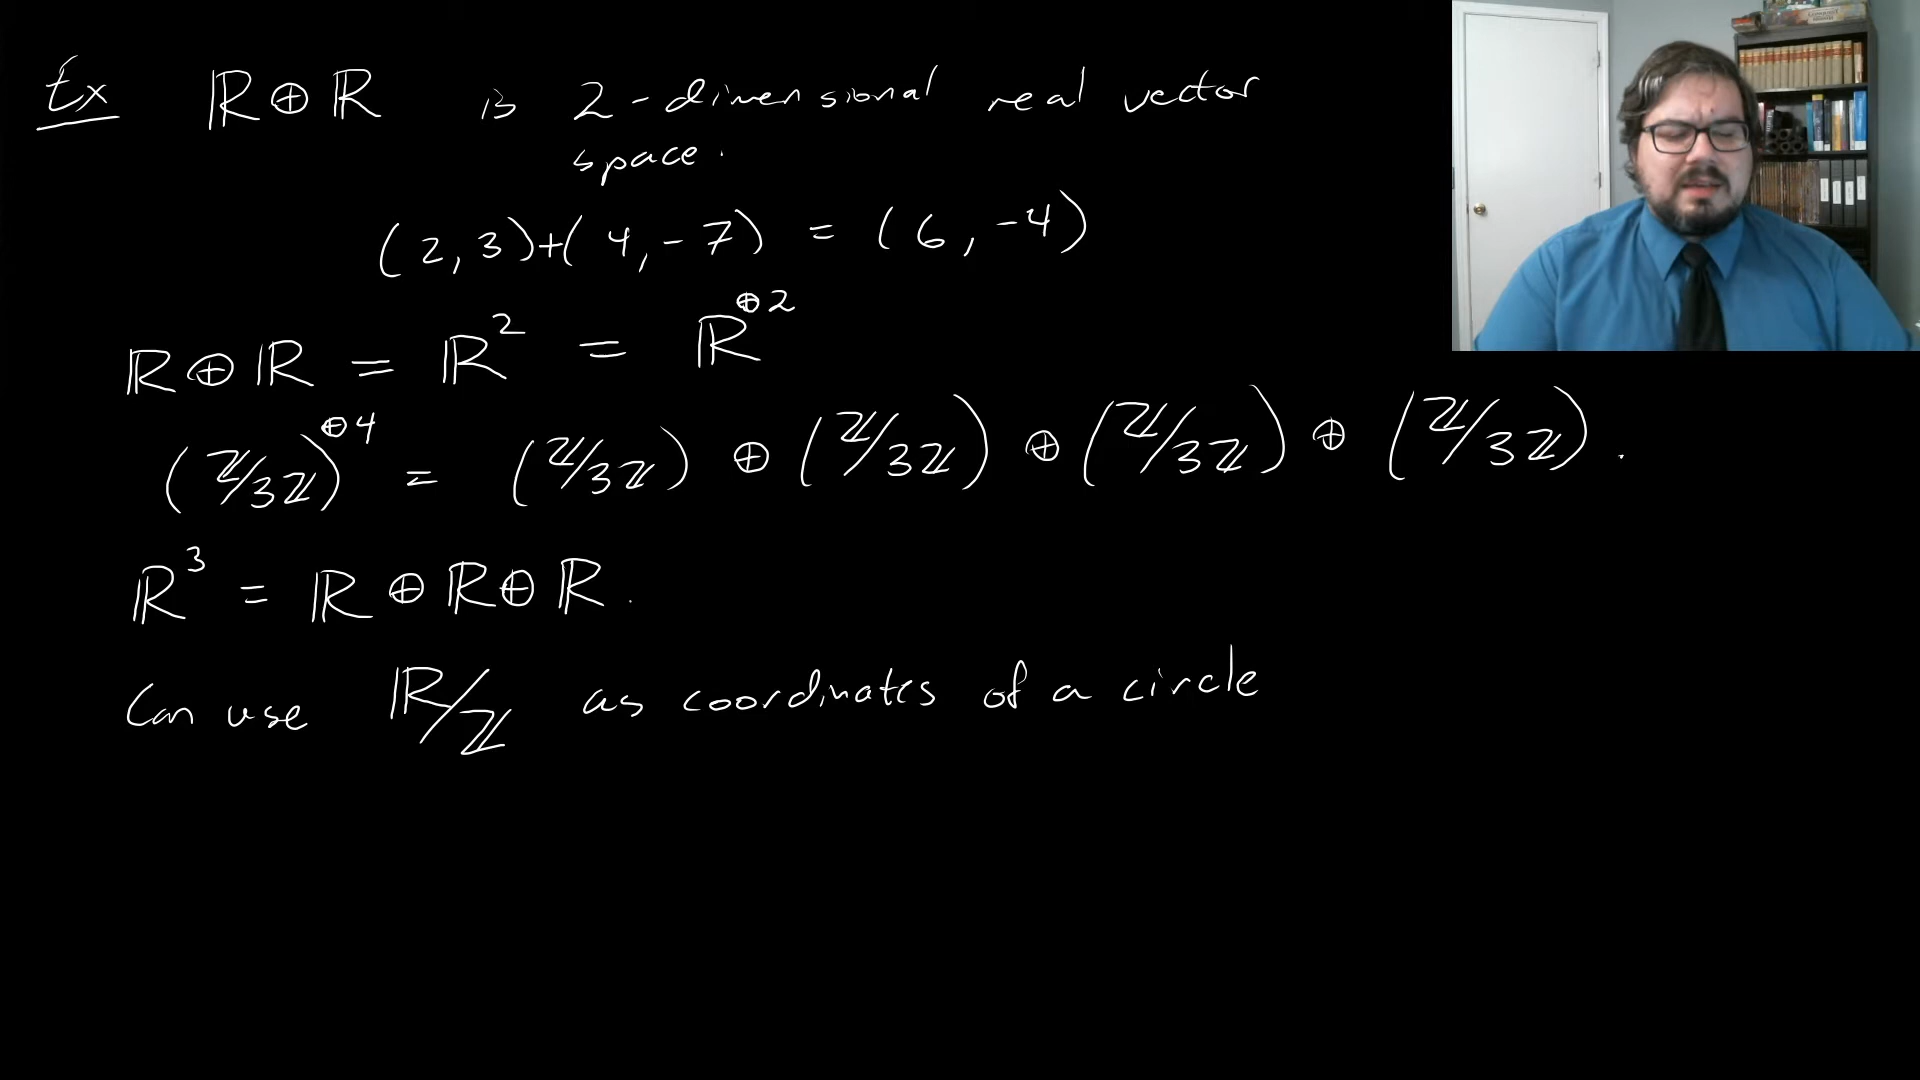 Ex ℝ⊕ℝ is 2-dimensional real vector
space.
(2,3)+(4,-7) = (6,-4)
ℝ⊕ℝ = ℝ² = ℝ^⊕2
(ℤ/3ℤ)^⊕4 = (ℤ/3ℤ) ⊕ (ℤ/3ℤ) ⊕ (ℤ/3ℤ) ⊕ (ℤ/3ℤ).
ℝ³ = ℝ⊕ℝ⊕ℝ.
Can use ℝ/ℤ as coordinates of a circle